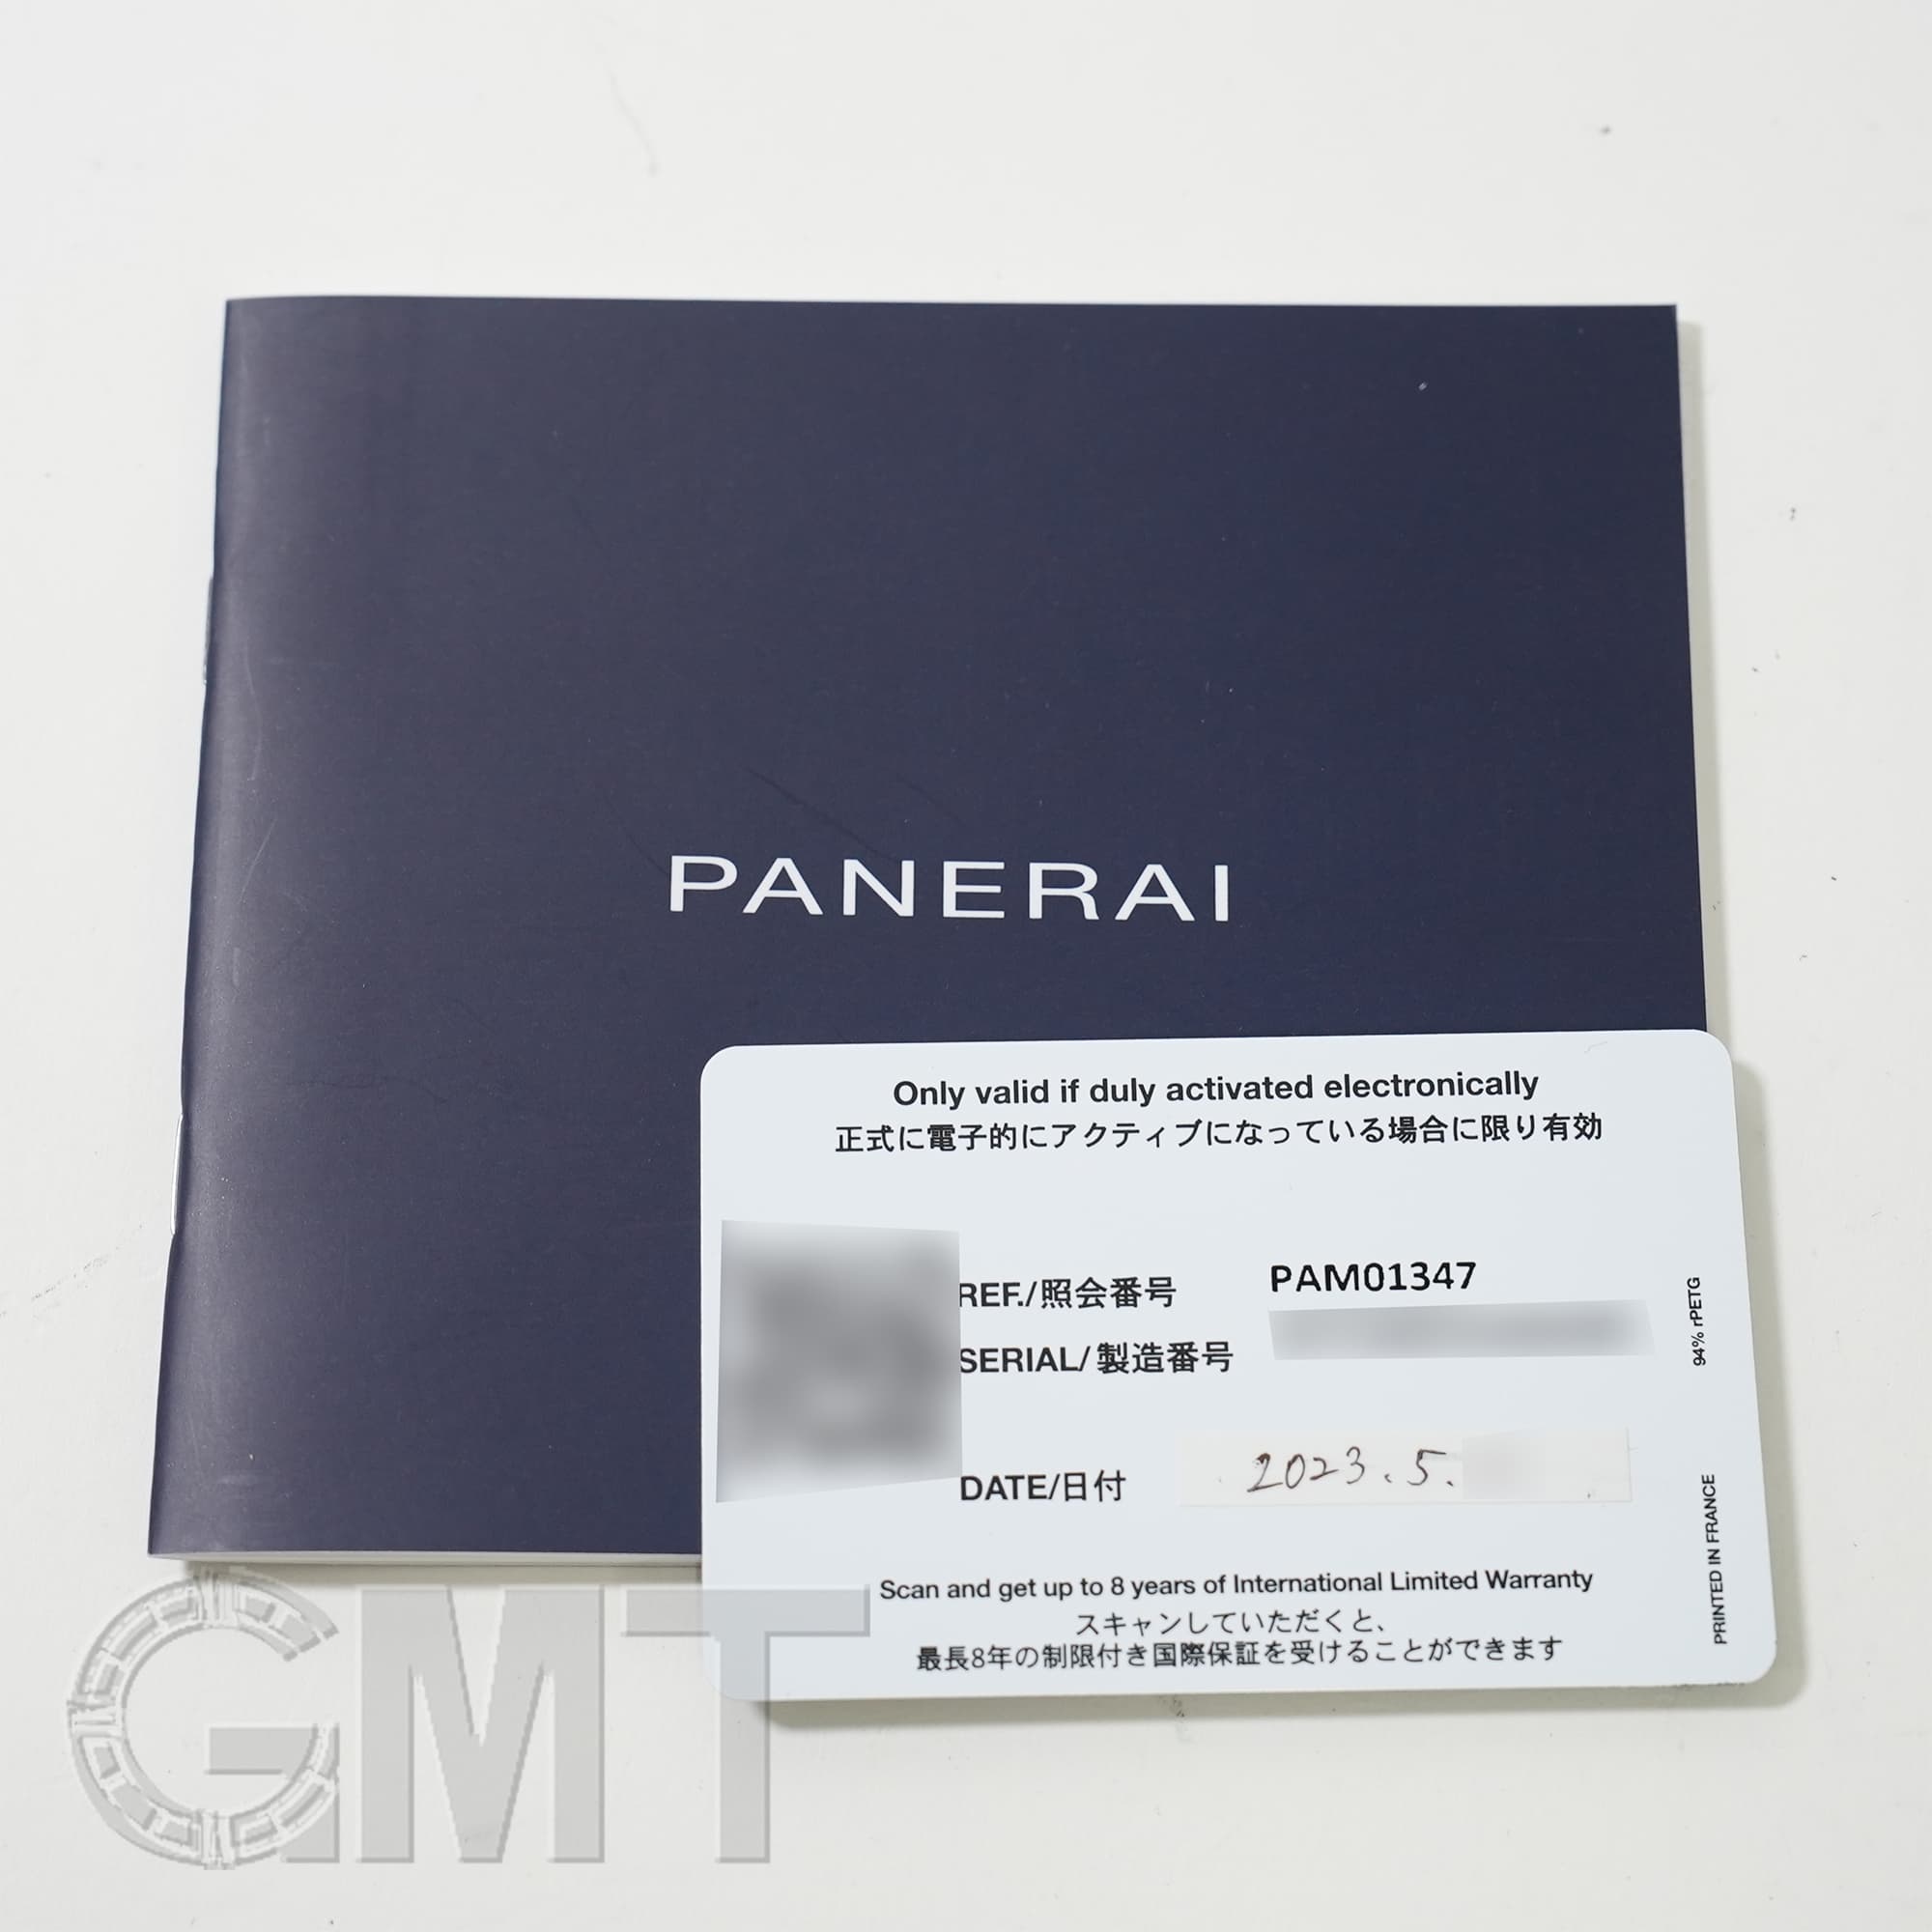 PANERAI
Only valid if duly activated electronically
正式に電子的にアクティブになっている場合に限り有効
REF./照会番号 PAM01347
SERIAL/製造番号
DATE/日付 2023.5.
Scan and get up to 8 years of International Limited Warranty
スキャンしていただくと、
最長8年の制限付き国際保証を受けることができます
94% rPETG
PRINTED IN FRANCE
GMT